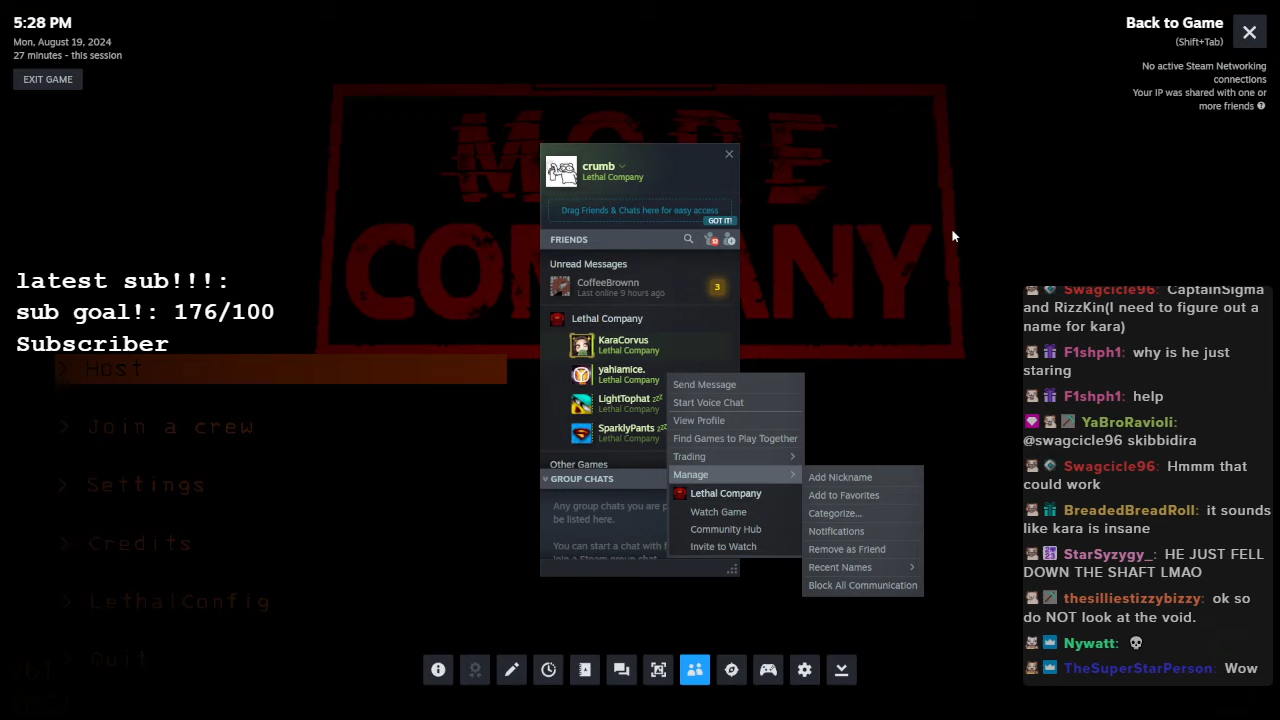 5:28 PM
Mon, August 19, 2024
27 minutes - this session
EXIT GAME
Back to Game
(Shift+Tab)
No active Steam Networking
connections
Your IP was shared with one or
more friends
MORE
COMPANY
crumb
Lethal Company
Drag Friends & Chats here for easy access
GOT IT!
FRIENDS
Unread Messages
CoffeeBrownn
Last online 9 hours ago
3
Lethal Company
KaraCorvus
Lethal Company
yahiamice.
Lethal Company
LightTophat zzz
Lethal Company
SparklyPants zzz
Lethal Company
Other Games
GROUP CHATS
Any group chats you are p
be listed here.
You can start a chat with f
join a Steam group chat
Send Message
Start Voice Chat
View Profile
Find Games to Play Together
Trading
Manage
Lethal Company
Watch Game
Community Hub
Invite to Watch
Add Nickname
Add to Favorites
Categorize...
Notifications
Remove as Friend
Recent Names
Block All Communication
latest sub!!!:
sub goal!: 176/100
Subscriber
> Host
> Join a crew
> Settings
> Credits
> LethalConfig
> Quit
Swagcicle96: CaptainSigma
and RizzKin(I need to figure out a
name for kara)
F1shph1: why is he just
staring
F1shph1: help
YaBroRavioli:
@swagcicle96 skibbidira
Swagcicle96: Hmmm that
could work
BreadedBreadRoll: it sounds
like kara is insane
StarSyzygy_: HE JUST FELL
DOWN THE SHAFT LMAO
thesilliestizzybizzy: ok so
do NOT look at the void.
Nywatt: 💀
TheSuperStarPerson: Wow